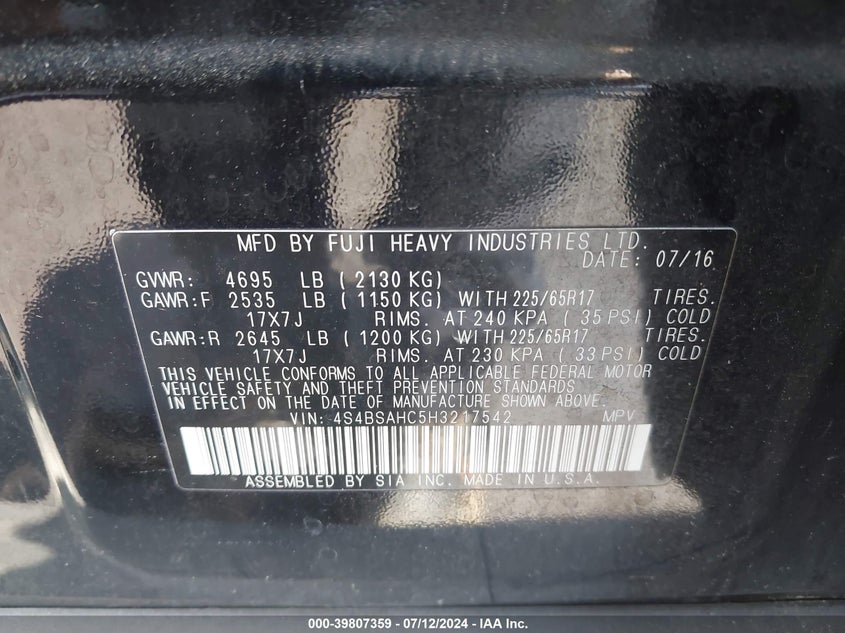 MFD BY FUJI HEAVY INDUSTRIES LTD.
DATE: 07/16
GVWR: 4695 LB ( 2130 KG)
GAWR:F 2535 LB ( 1150 KG) WITH 225/65R17 TIRES.
17X7J RIMS. AT 240 KPA ( 35 PSI) COLD
GAWR:R 2645 LB ( 1200 KG) WITH 225/65R17 TIRES.
17X7J RIMS. AT 230 KPA ( 33 PSI) COLD
THIS VEHICLE CONFORMS TO ALL APPLICABLE FEDERAL MOTOR
VEHICLE SAFETY AND THEFT PREVENTION STANDARDS
IN EFFECT ON THE DATE OF MANUFACTURE SHOWN ABOVE.
VIN: 4S4BSAHC5H3217542 MPV
ASSEMBLED BY SIA INC. MADE IN U.S.A.
000-39807359 - 07/12/2024 - IAA Inc.